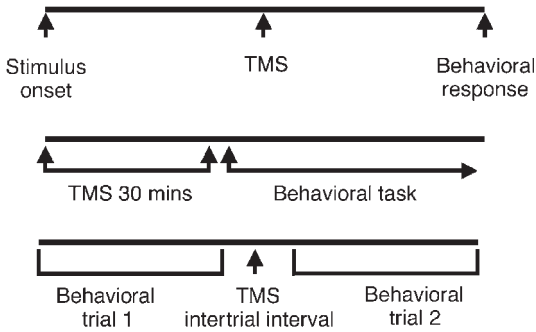 Stimulus onset
TMS
Behavioral response
TMS 30 mins
Behavioral task
Behavioral trial 1
TMS intertrial interval
Behavioral trial 2